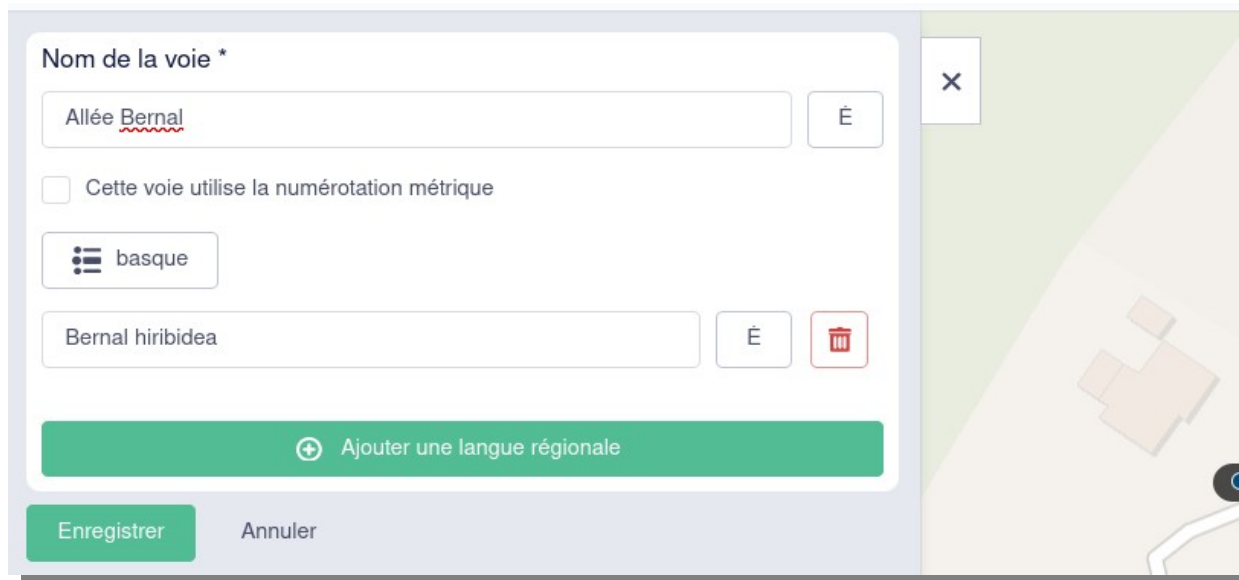 Nom de la voie *
Allée Bernal
É
Cette voie utilise la numérotation métrique
basque
Bernal hiribidea
É
Ajouter une langue régionale
Enregistrer
Annuler